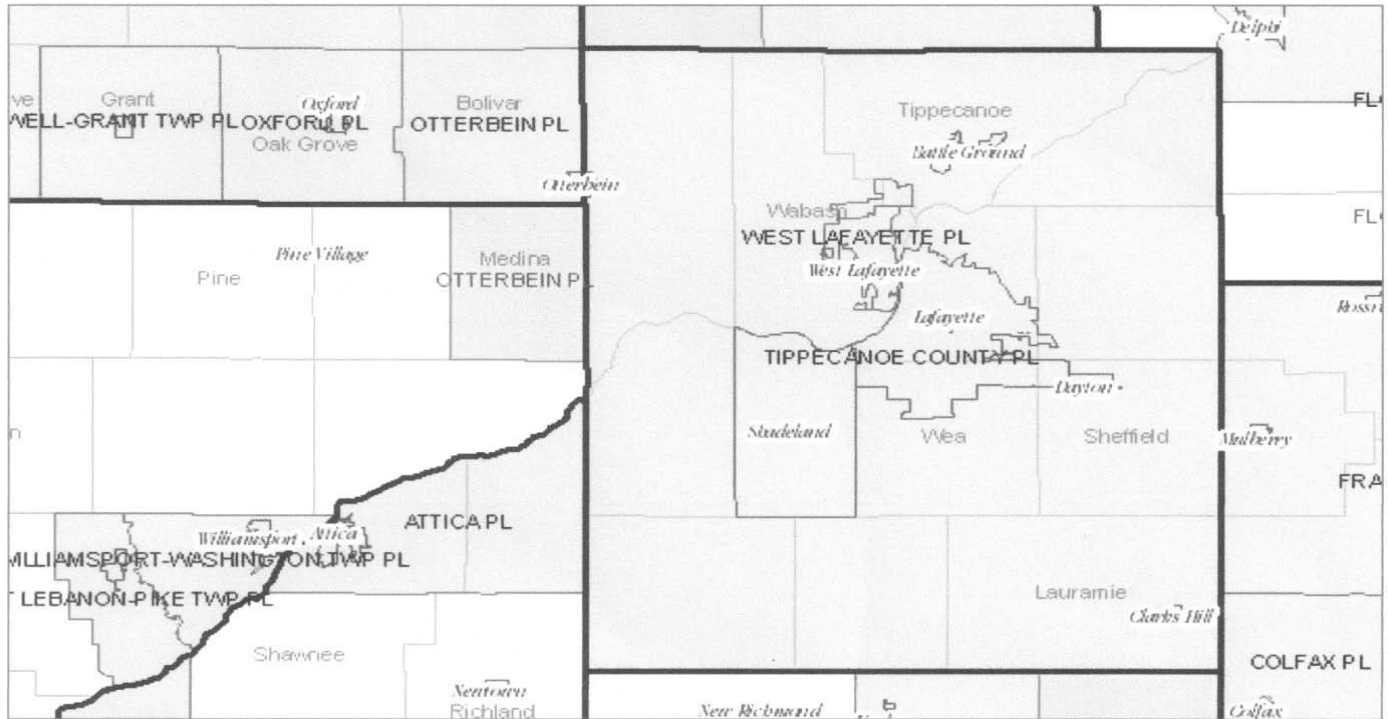 Delphi
Grant
Oxford
Bolivar
Tippecanoe
WELL-GRANT TWP PL
OXFORD PL
OTTERBEIN PL
Oak Grove
Battle Ground
Otterbein
Wabash
WEST LAFAYETTE PL
Pine Village
Medina
Pine
OTTERBEIN PL
West Lafayette
Lafayette
TIPPECANOE COUNTY PL
Dayton
Shadeland
Wea
Sheffield
Mulberry
FRA
ATTICA PL
Williamsport
Attica
WILLIAMSPORT-WASHINGTON TWP PL
T LEBANON-PIKE TWP PL
Lauramie
Clarks Hill
Shawnee
COLFAX PL
Newtown
Richland
New Richmond
Colfax